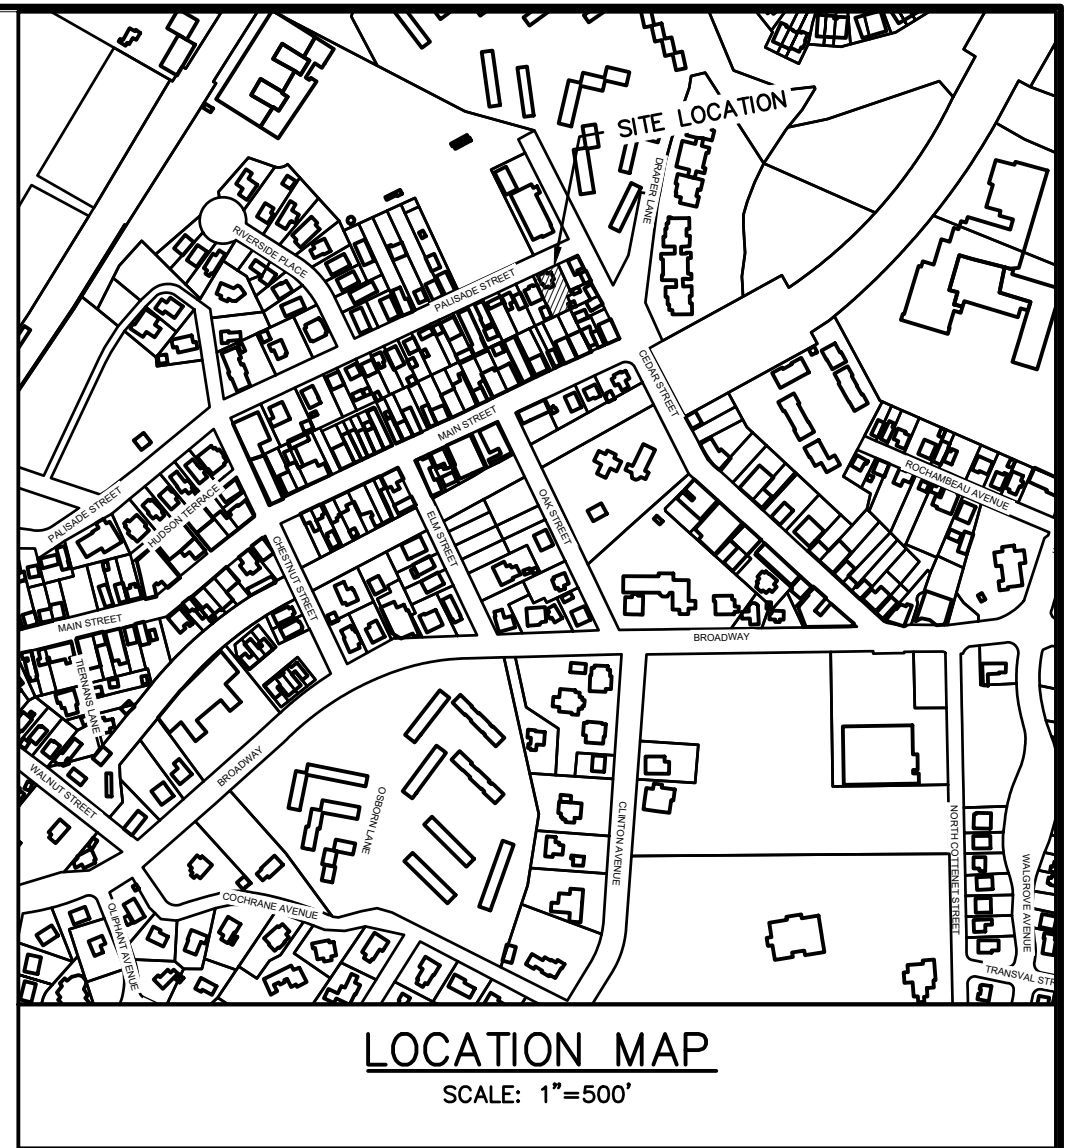 SITE LOCATION
DRAPER LANE
RIVERSIDE PLACE
PALISADE STREET
CEDAR STREET
MAIN STREET
ROCHAMBEAU AVENUE
PALISADE STREET
HUDSON TERRACE
OAK STREET
ELM STREET
CHESTNUT STREET
MAIN STREET
BROADWAY
TIERNANS LANE
BROADWAY
WALNUT STREET
OSBORN LANE
CLINTON AVENUE
NORTH COTTENET STREET
WALGROVE AVENUE
COCHRANE AVENUE
OLIPHANT AVENUE
TRANSVAL STR
LOCATION MAP
SCALE: 1"=500'